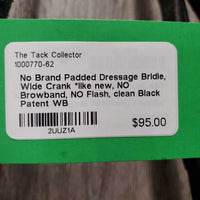 The Tack Collector
1000770-62
No Brand Padded Dressage Bridle,
Wide Crank *like new, NO
Browband, NO Flash, clean Black
Patent WB
2UUZ1A
$95.00